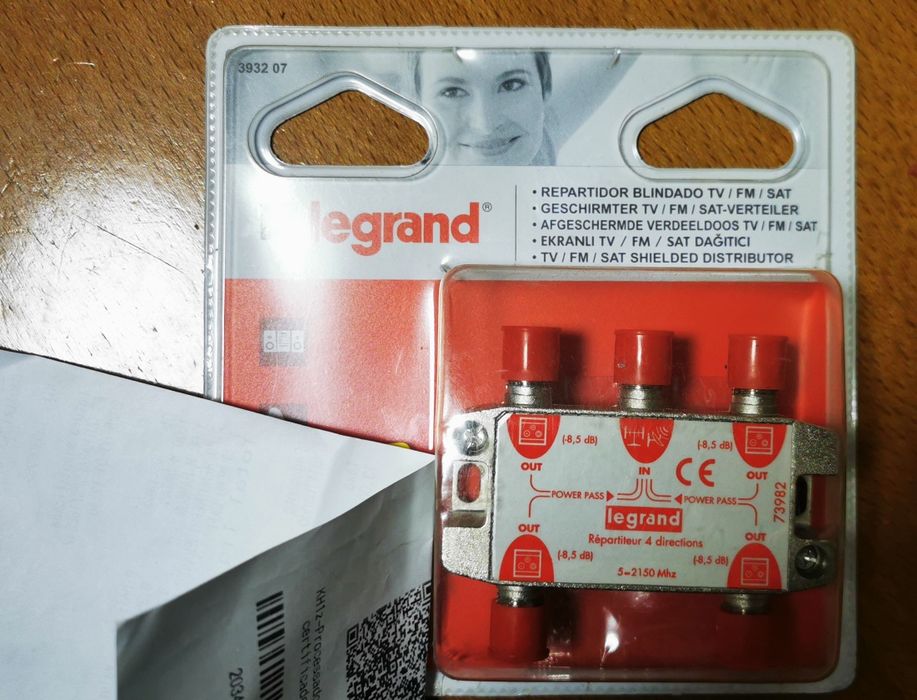 3932 07
legrand®
• REPARTIDOR BLINDADO TV / FM / SAT
• GESCHIRMTER TV / FM / SAT-VERTEILER
• AFGESCHERMDE VERDEELDOOS TV / FM / SAT
• EKRANLI TV / FM / SAT DAĞITICI
• TV / FM / SAT SHIELDED DISTRIBUTOR
(-8,5 dB)
(-8,5 dB)
OUT
IN
CE
OUT
POWER PASS
POWER PASS
73982
legrand
OUT
OUT
Répartiteur 4 directions
(-8,5 dB)
(-8,5 dB)
5–2150 Mhz